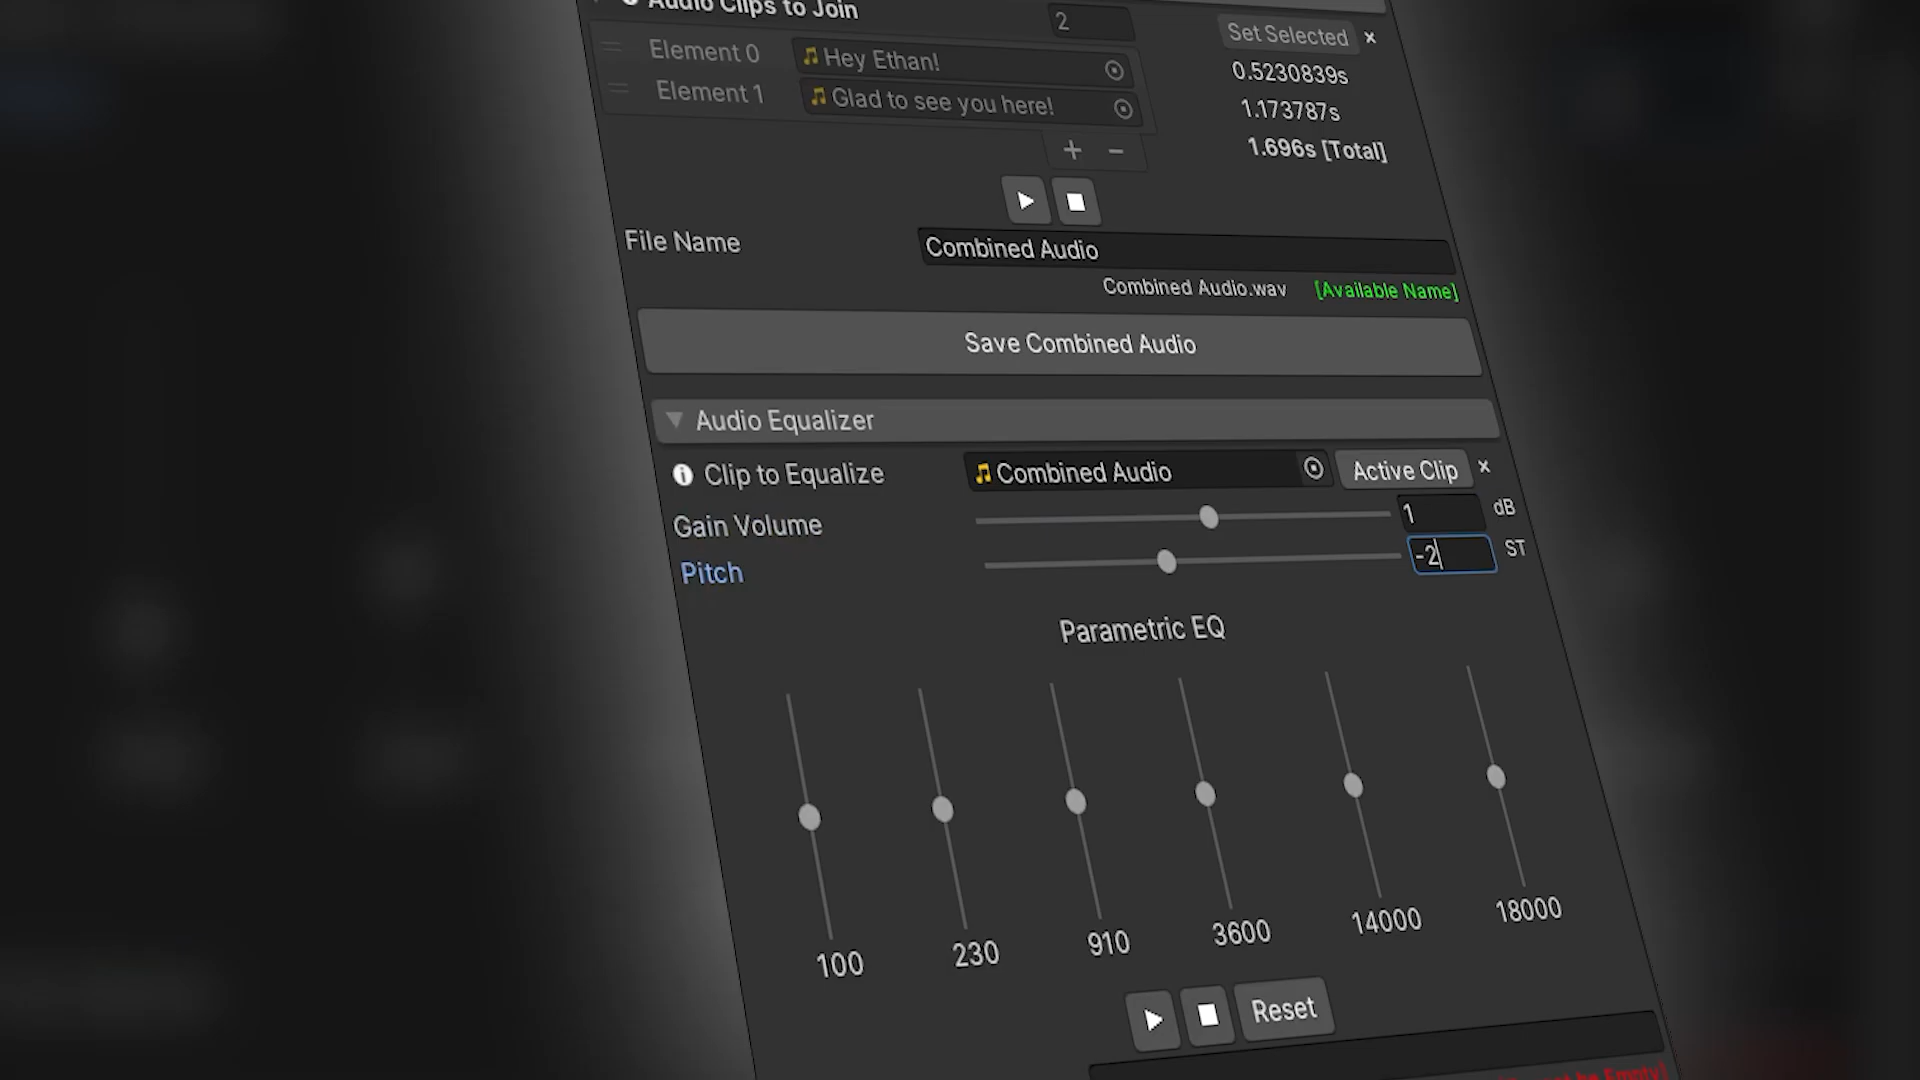 Audio Clips to Join 2 Set Selected ×
Element 0 Hey Ethan! 0.5230839s
Element 1 Glad to see you here! 1.173787s
+ − 1.696s [Total]
File Name Combined Audio
Combined Audio.wav [Available Name]
Save Combined Audio
Audio Equalizer
Clip to Equalize Combined Audio Active Clip ×
Gain Volume 1 dB
Pitch -2 ST
Parametric EQ
100 230 910 3600 14000 18000
Reset
be Empty]